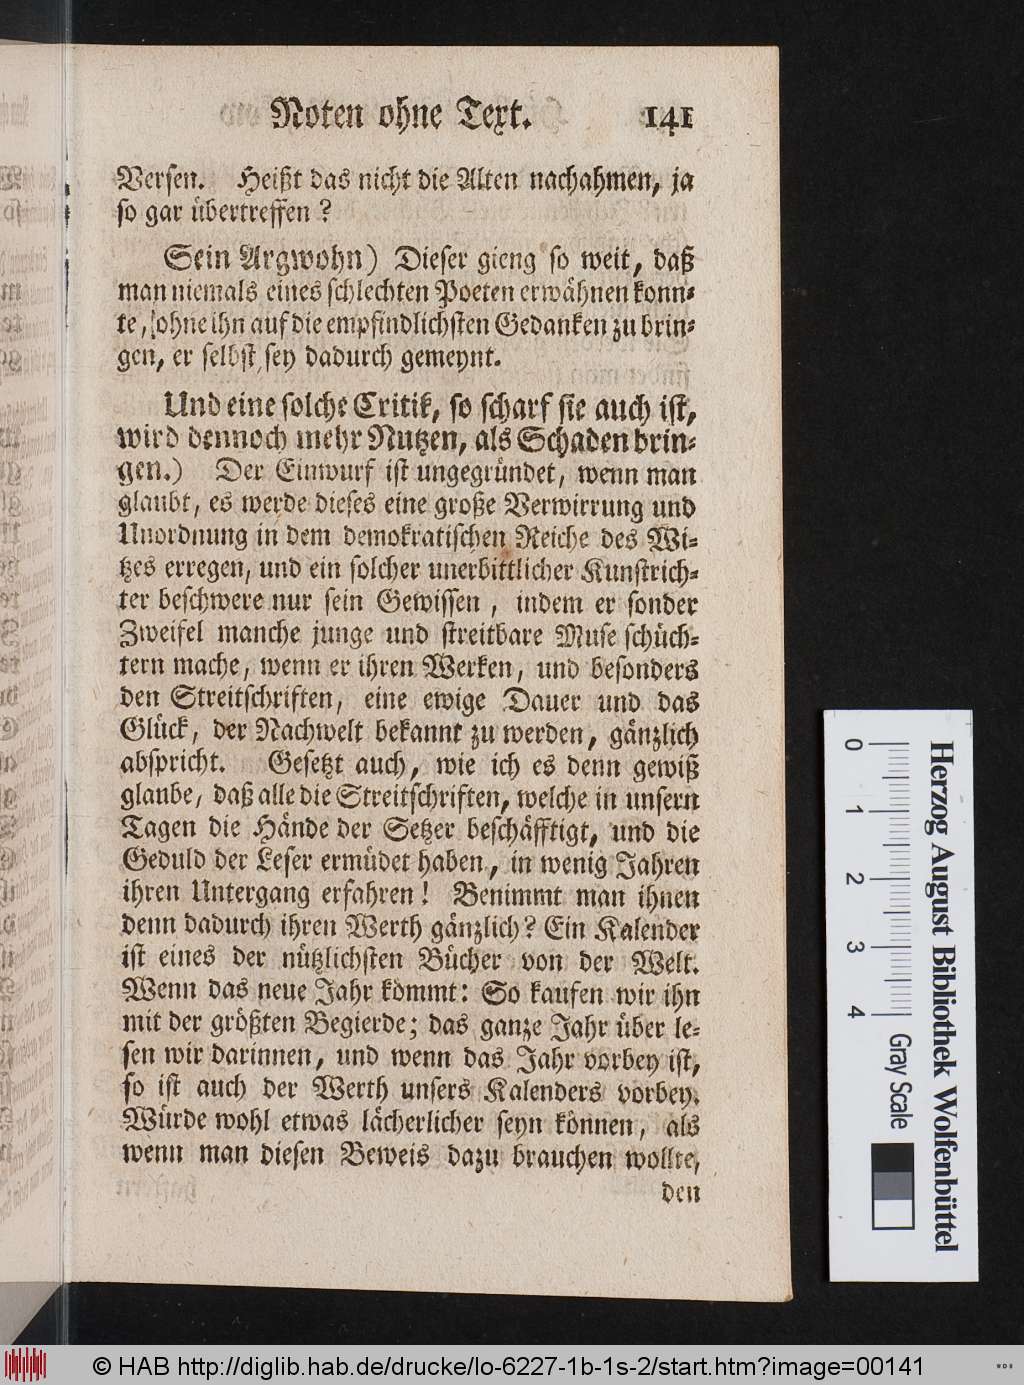 Noten ohne Text. 141
Versen. Heißt das nicht die Alten nachahmen, ja
so gar übertreffen?
Sein Argwohn) Dieser gieng so weit, daß
man niemals eines schlechten Poeten erwähnen konn-
te, ohne ihn auf die empfindlichsten Gedanken zu brin-
gen, er selbst sey dadurch gemeynt.
Und eine solche Critik, so scharf sie auch ist,
wird dennoch mehr Nutzen, als Schaden brin-
gen.) Der Einwurf ist ungegründet, wenn man
glaubt, es werde dieses eine große Verwirrung und
Unordnung in dem demokratischen Reiche des Wi-
tzes erregen, und ein solcher unerbittlicher Kunstrich-
ter beschwere nur sein Gewissen, indem er sonder
Zweifel manche junge und streitbare Muse schüch-
tern mache, wenn er ihren Werken, und besonders
den Streitschriften, eine ewige Dauer und das
Glück, der Nachwelt bekannt zu werden, gänzlich
abspricht. Gesetzt auch, wie ich es denn gewiß
glaube, daß alle die Streitschriften, welche in unsern
Tagen die Hände der Setzer beschäfftigt, und die
Geduld der Leser ermüdet haben, in wenig Jahren
ihren Untergang erfahren! Benimmt man ihnen
denn dadurch ihren Werth gänzlich? Ein Kalender
ist eines der nützlichsten Bücher von der Welt.
Wenn das neue Jahr kömmt: So kaufen wir ihn
mit der größten Begierde; das ganze Jahr über le-
sen wir darinnen, und wenn das Jahr vorbey ist,
so ist auch der Werth unsers Kalenders vorbey.
Würde wohl etwas lächerlicher seyn können, als
wenn man diesen Beweis dazu brauchen wollte,
den
Herzog August Bibliothek Wolfenbüttel
0 1 2 3 4 Gray Scale
© HAB http://diglib.hab.de/drucke/lo-6227-1b-1s-2/start.htm?image=00141